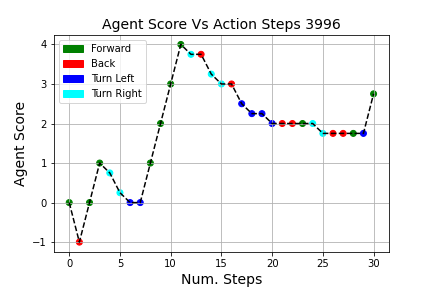 Agent Score Vs Action Steps 3996
Agent Score
4
3
2
1
0
−1
Forward
Back
Turn Left
Turn Right
0 5 10 15 20 25 30
Num. Steps